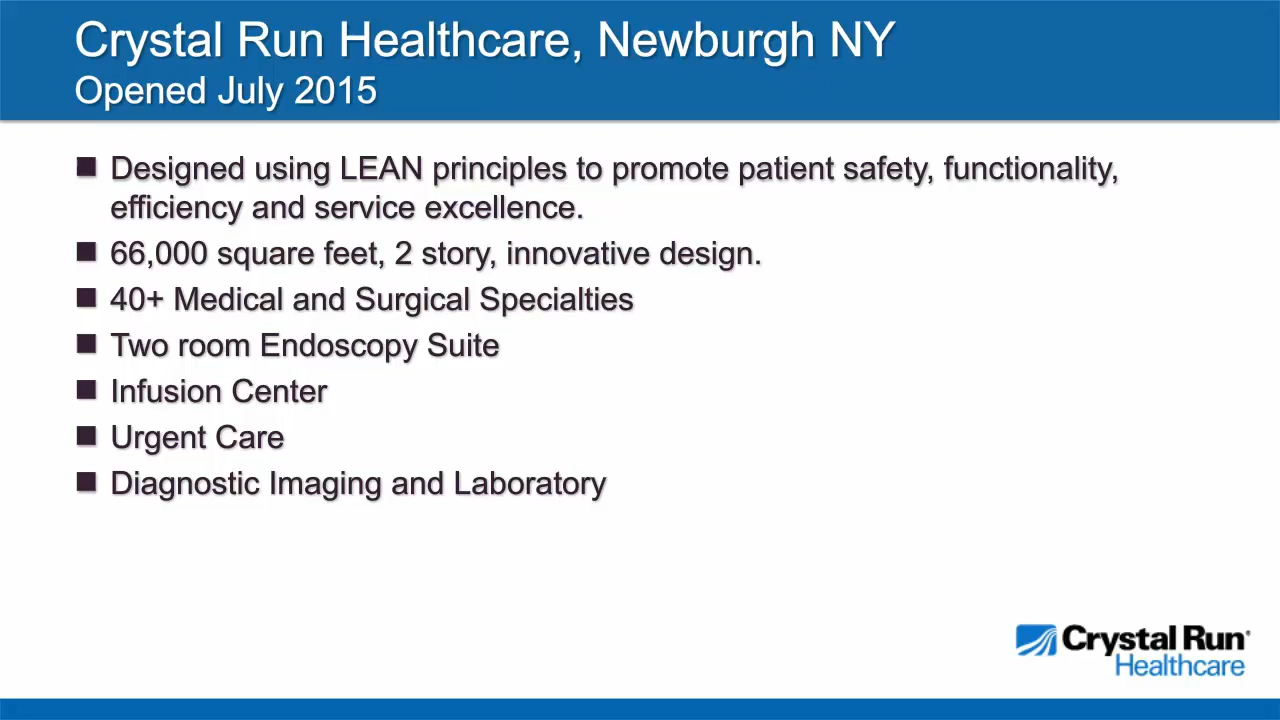 Crystal Run Healthcare, Newburgh NY
Opened July 2015
■ Designed using LEAN principles to promote patient safety, functionality,
efficiency and service excellence.
■ 66,000 square feet, 2 story, innovative design.
■ 40+ Medical and Surgical Specialties
■ Two room Endoscopy Suite
■ Infusion Center
■ Urgent Care
■ Diagnostic Imaging and Laboratory
Crystal Run®
Healthcare